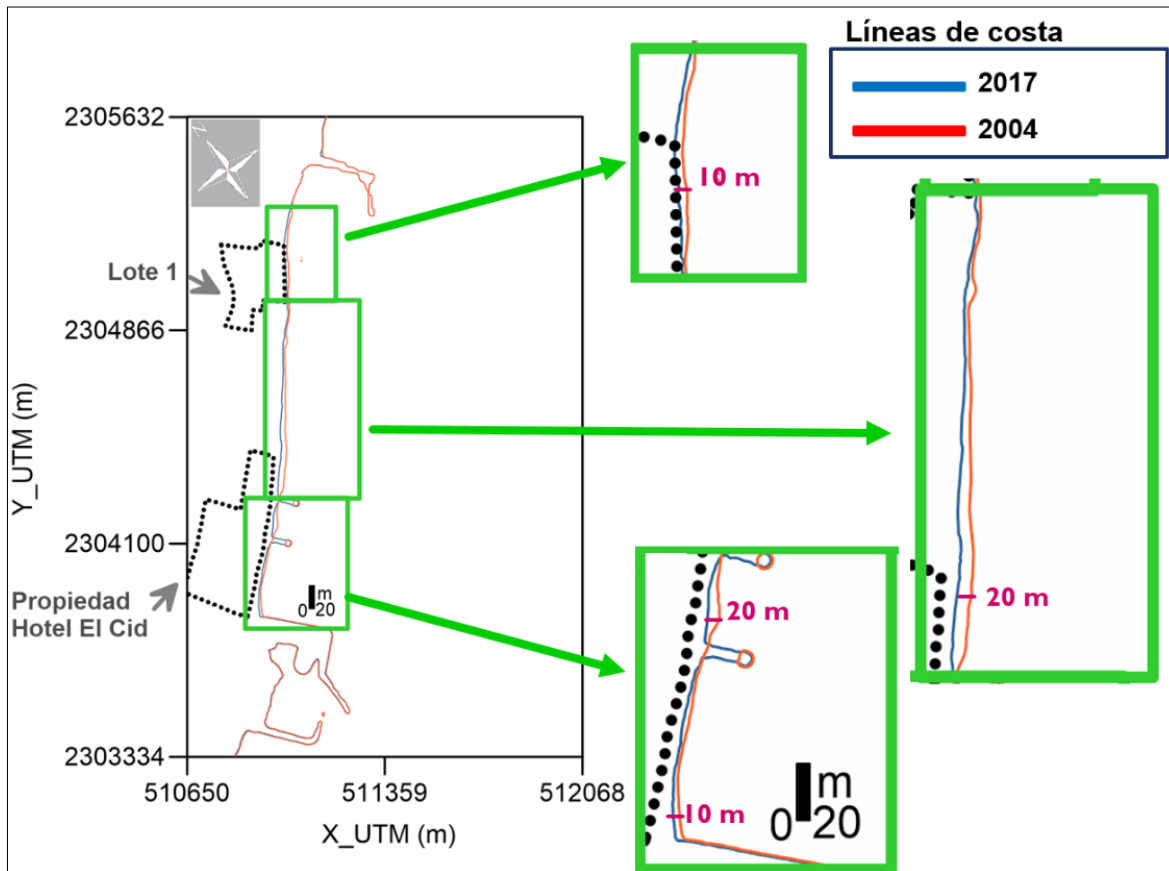 Líneas de costa
2017
2004
2305632
2304866
2304100
2303334
Y_UTM (m)
510650
511359
512068
X_UTM (m)
N
Lote 1
Propiedad
Hotel El Cid
m
0 20
10 m
20 m
20 m
10 m
m
0 20